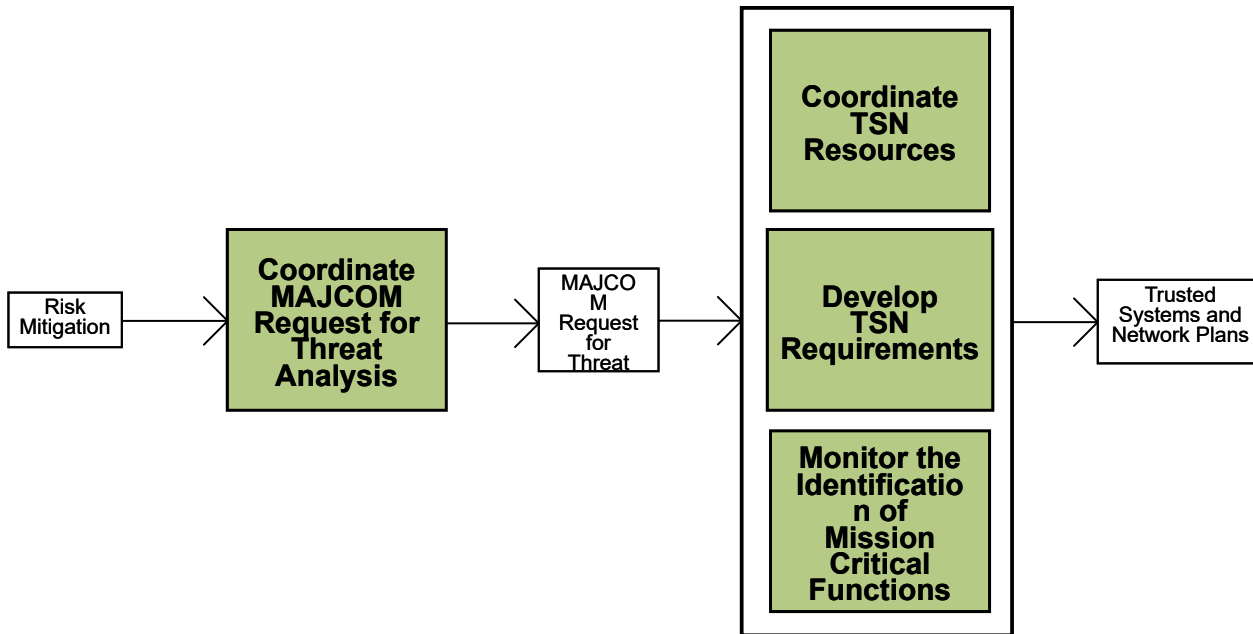 Risk
Mitigation
Coordinate
MAJCOM
Request for
Threat
Analysis
MAJCO
M
Request
for
Threat
Coordinate
TSN
Resources
Develop
TSN
Requirements
Monitor the
Identificatio
n of
Mission
Critical
Functions
Trusted
Systems and
Network Plans